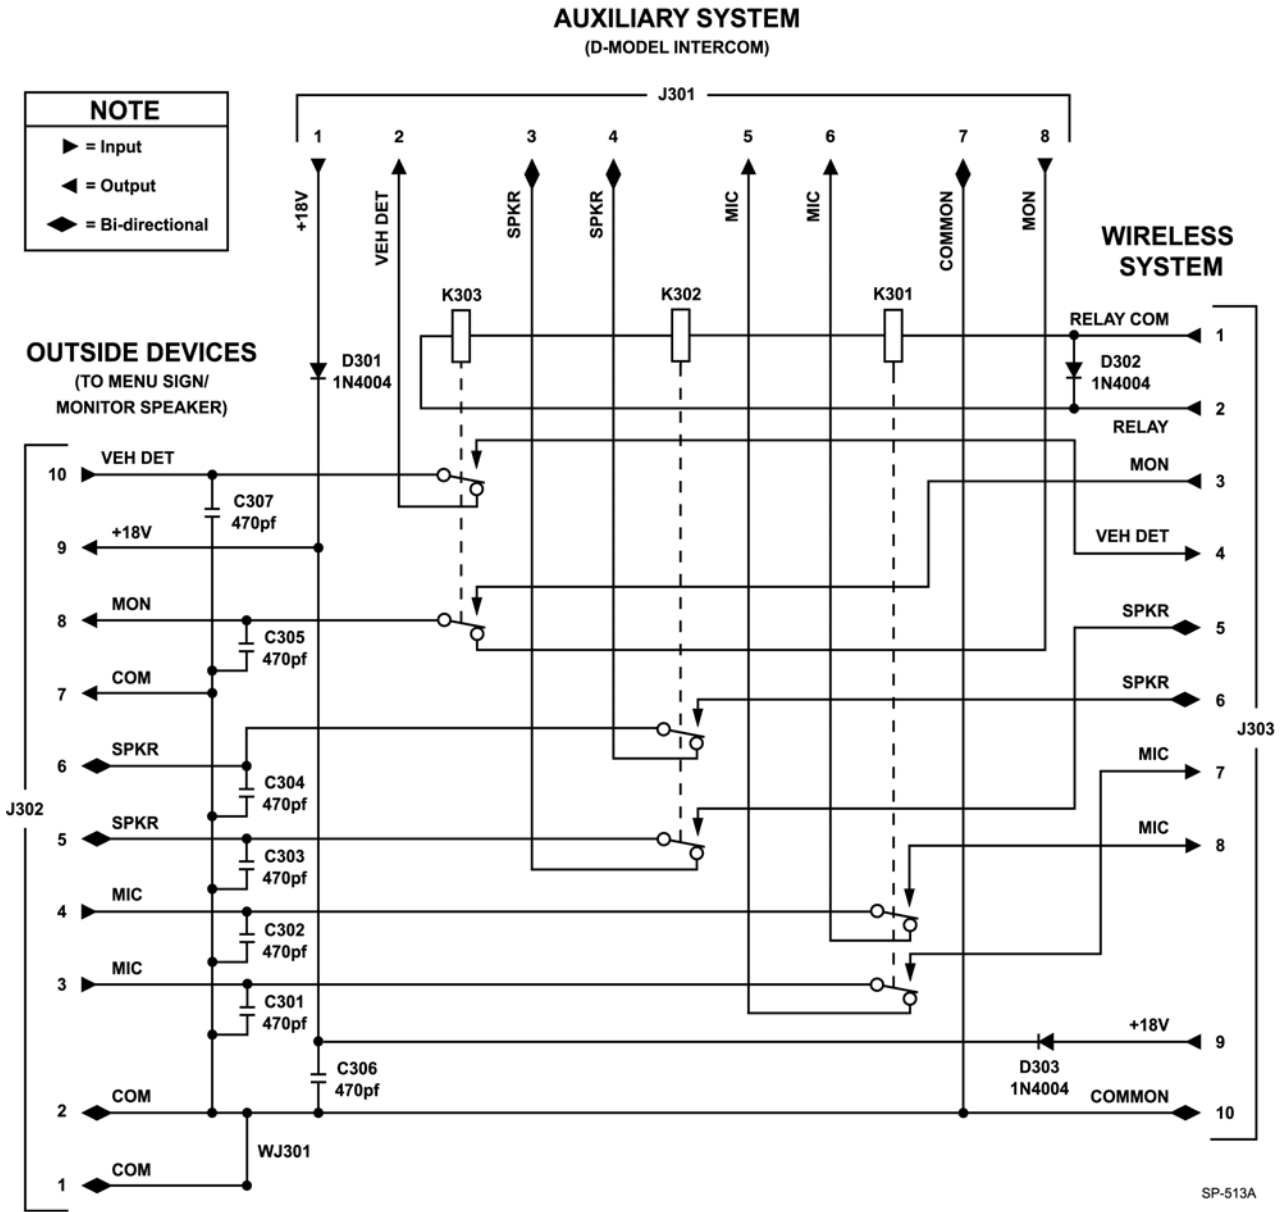 AUXILIARY SYSTEM
(D-MODEL INTERCOM)
J301
NOTE
= Input
= Output
= Bi-directional
1
2
3
4
5
6
7
8
+18V
VEH DET
SPKR
SPKR
MIC
MIC
COMMON
MON
WIRELESS
SYSTEM
K303
K302
K301
RELAY COM
1
D302
1N4004
2
RELAY
OUTSIDE DEVICES
(TO MENU SIGN/
MONITOR SPEAKER)
D301
1N4004
10
VEH DET
C307
470pf
MON
3
9
+18V
VEH DET
4
8
MON
C305
470pf
SPKR
5
7
COM
SPKR
6
J303
6
SPKR
C304
470pf
MIC
7
J302
5
SPKR
C303
470pf
MIC
8
4
MIC
C302
470pf
3
MIC
C301
470pf
+18V
9
D303
1N4004
C306
470pf
2
COM
COMMON
10
WJ301
1
COM
SP-513A